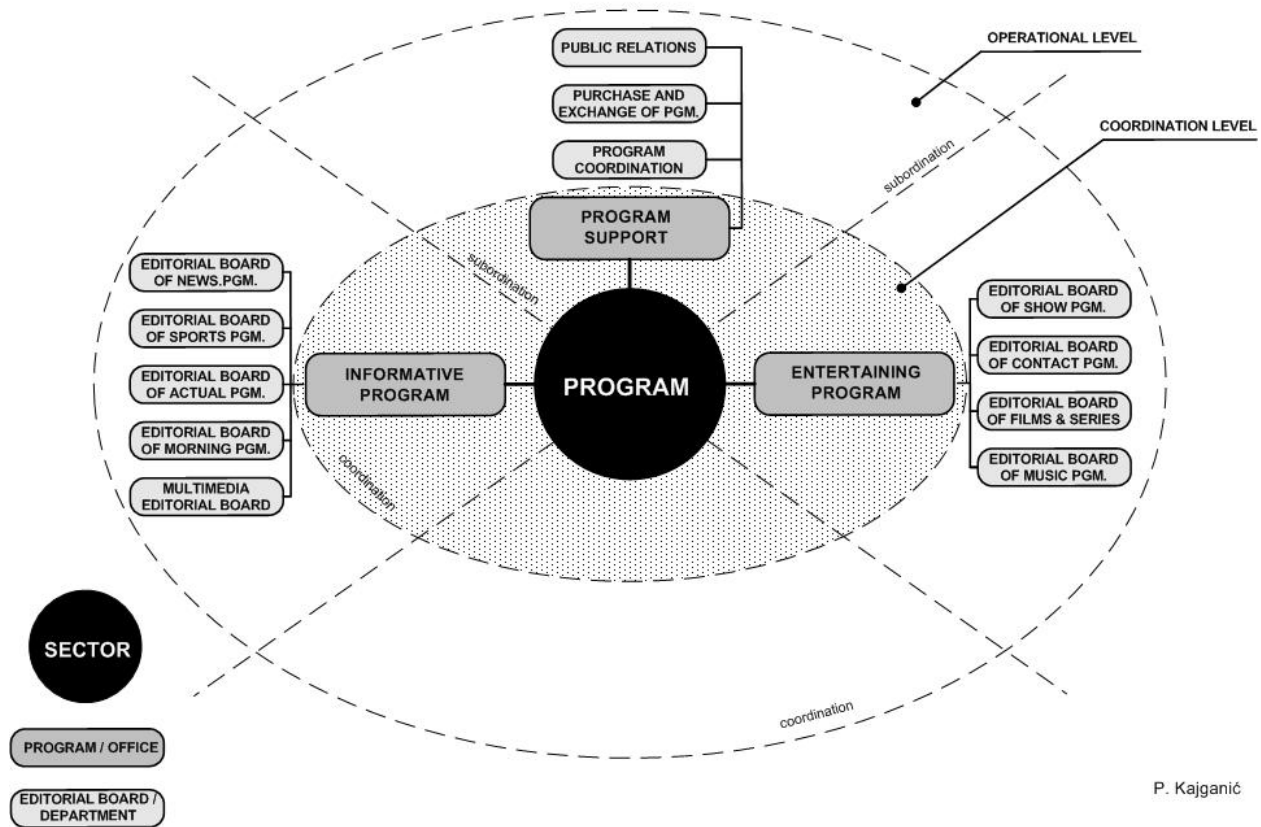 PUBLIC RELATIONS
PURCHASE AND
EXCHANGE OF PGM.
PROGRAM
COORDINATION
OPERATIONAL LEVEL
COORDINATION LEVEL
subordination
subordination
PROGRAM
SUPPORT
EDITORIAL BOARD
OF NEWS.PGM.
EDITORIAL BOARD
OF SPORTS PGM.
EDITORIAL BOARD
OF ACTUAL PGM.
EDITORIAL BOARD
OF MORNING PGM.
MULTIMEDIA
EDITORIAL BOARD
INFORMATIVE
PROGRAM
PROGRAM
ENTERTAINING
PROGRAM
EDITORIAL BOARD
OF SHOW PGM.
EDITORIAL BOARD
OF CONTACT PGM.
EDITORIAL BOARD
OF FILMS & SERIES
EDITORIAL BOARD
OF MUSIC PGM.
coordination
coordination
SECTOR
PROGRAM / OFFICE
EDITORIAL BOARD /
DEPARTMENT
P. Kajganić